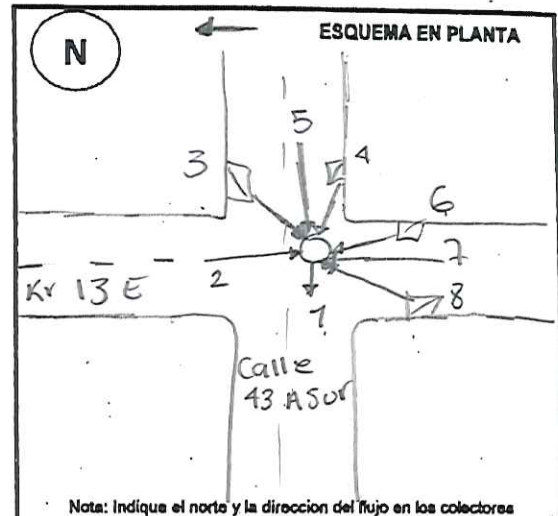 N
ESQUEMA EN PLANTA
5
3
4
6
2
7
Kr 13 E
8
1
Calle
43 A Sur
Nota: Indique el norte y la direccion del flujo en los colectores